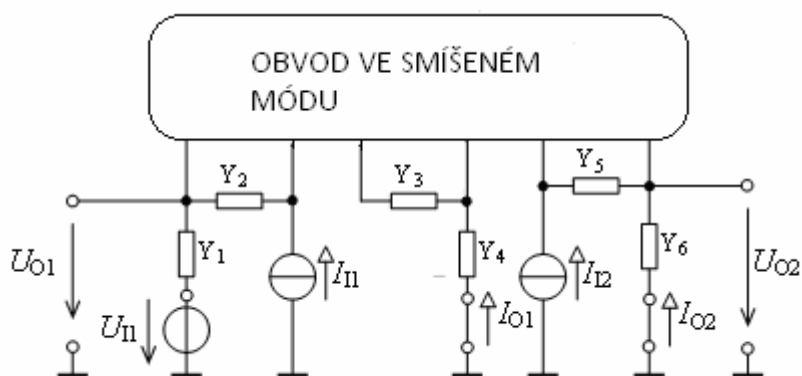 OBVOD VE SMÍŠENÉM
MÓDU
Y2
Y3
Y5
Y1
Y4
Y6
UO1
UI1
II1
IO1
II2
IO2
UO2